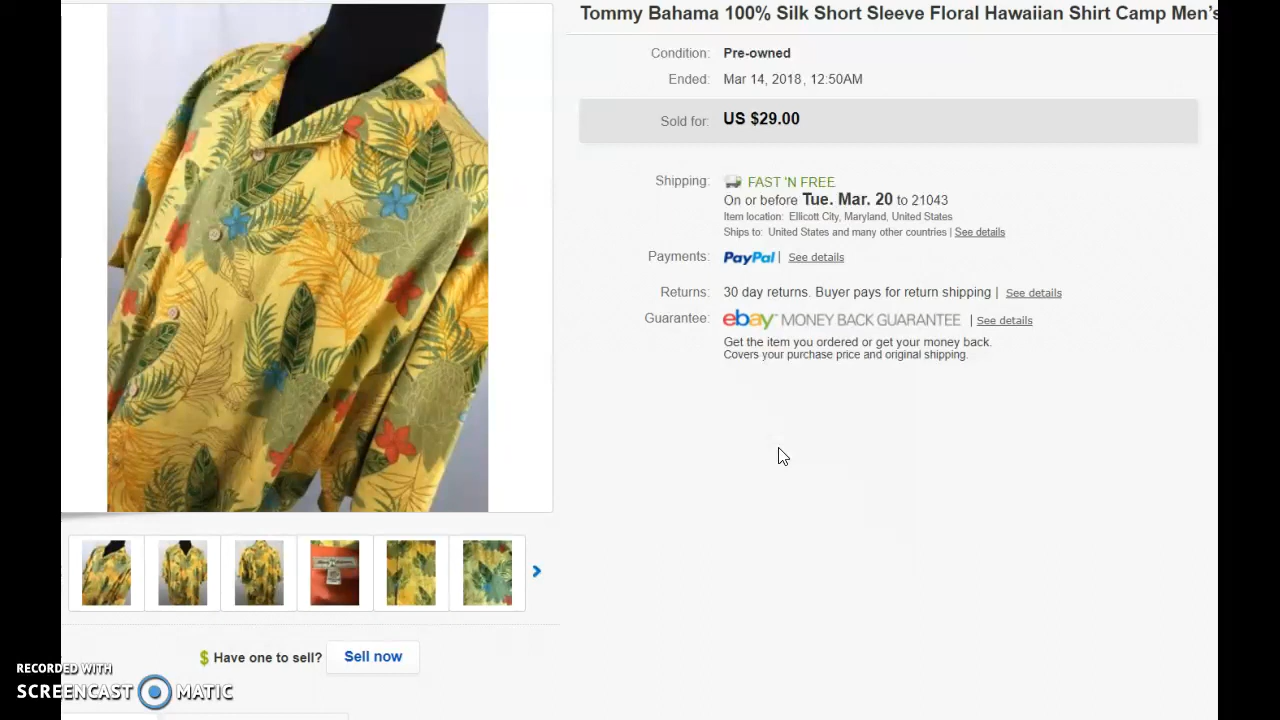 Tommy Bahama 100% Silk Short Sleeve Floral Hawaiian Shirt Camp Men's
Condition: Pre-owned
Ended: Mar 14, 2018, 12:50AM
Sold for: US $29.00
Shipping: FAST 'N FREE
On or before Tue. Mar. 20 to 21043
Item location: Ellicott City, Maryland, United States
Ships to: United States and many other countries | See details
Payments: PayPal | See details
Returns: 30 day returns. Buyer pays for return shipping | See details
Guarantee: ebay MONEY BACK GUARANTEE | See details
Get the item you ordered or get your money back.
Covers your purchase price and original shipping.
$ Have one to sell? Sell now
RECORDED WITH
SCREENCAST MATIC